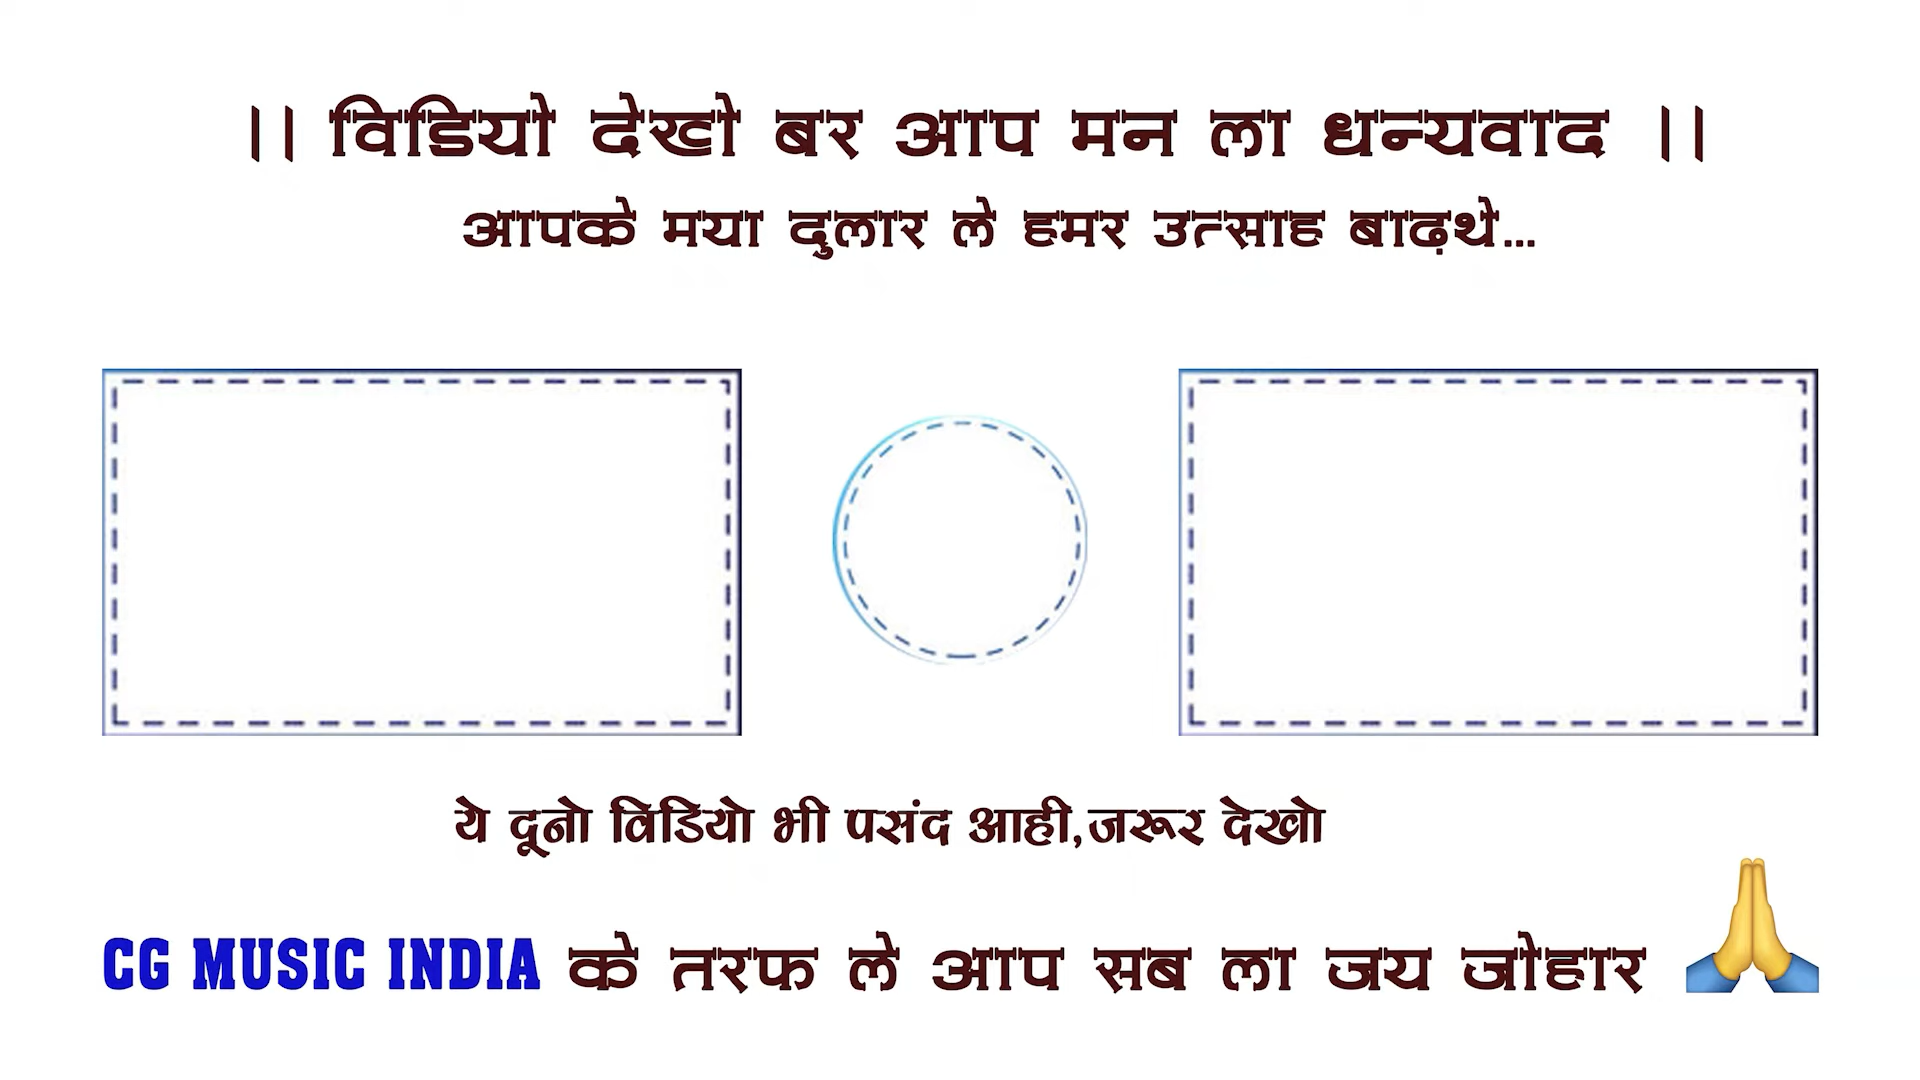 ।। विडियो देखो बर आप मन ला धन्यवाद ।।
आपके मया दुलार ले हमर उत्साह बाढ़थे...
ये दूनो विडियो भी पसंद आही,जरूर देखो
CG MUSIC INDIA के तरफ ले आप सब ला जय जोहार